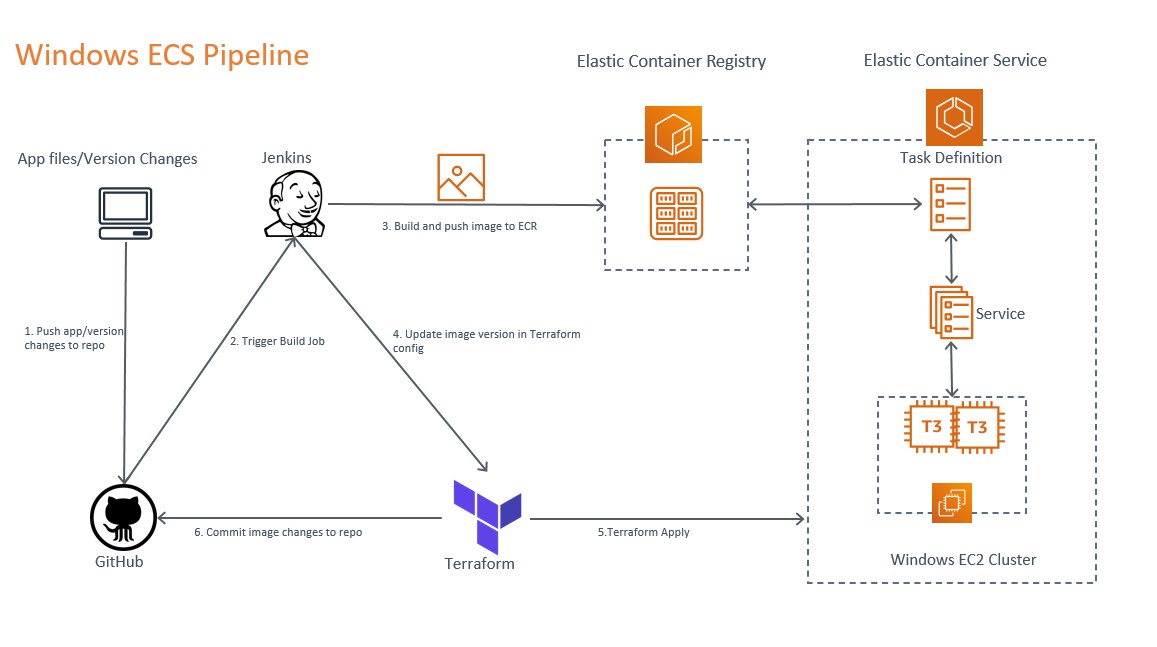 Windows ECS Pipeline
Elastic Container Registry
Elastic Container Service
App files/Version Changes
Jenkins
Task Definition
3. Build and push image to ECR
Service
1. Push app/version
changes to repo
2. Trigger Build Job
4. Update image version in Terraform
config
T3
T3
6. Commit image changes to repo
5.Terraform Apply
GitHub
Terraform
Windows EC2 Cluster